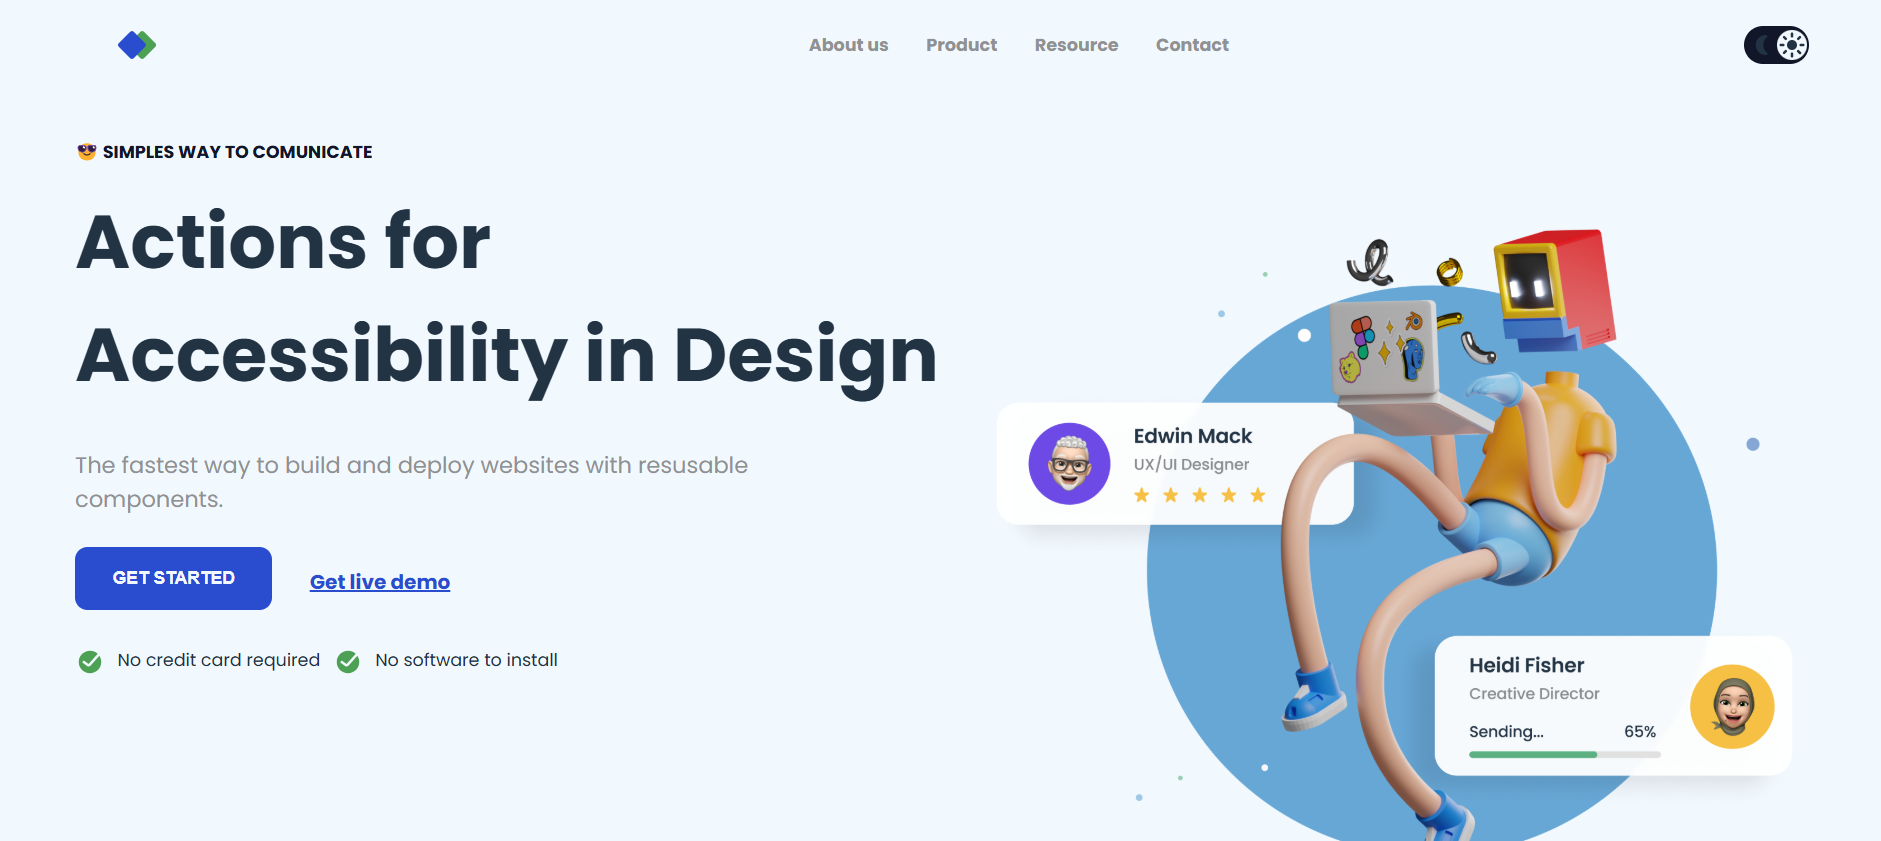 About us Product Resource Contact
😎 SIMPLES WAY TO COMUNICATE
Actions for
Accessibility in Design
The fastest way to build and deploy websites with resusable
components.
GET STARTED Get live demo
No credit card required No software to install
Edwin Mack
UX/UI Designer
Heidi Fisher
Creative Director
Sending... 65%